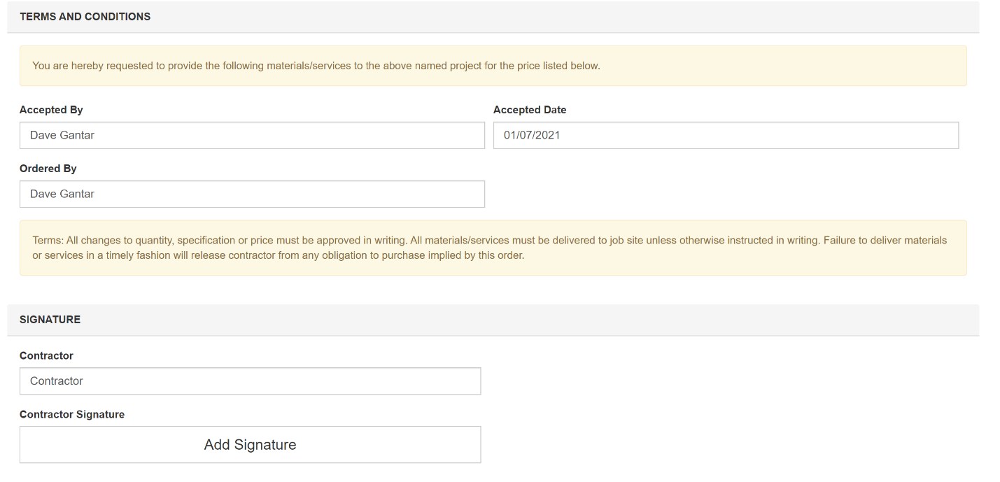 TERMS AND CONDITIONS
You are hereby requested to provide the following materials/services to the above named project for the price listed below.
Accepted By
Accepted Date
Dave Gantar
01/07/2021
Ordered By
Dave Gantar
Terms: All changes to quantity, specification or price must be approved in writing. All materials/services must be delivered to job site unless otherwise instructed in writing. Failure to deliver materials
or services in a timely fashion will release contractor from any obligation to purchase implied by this order.
SIGNATURE
Contractor
Contractor
Contractor Signature
Add Signature